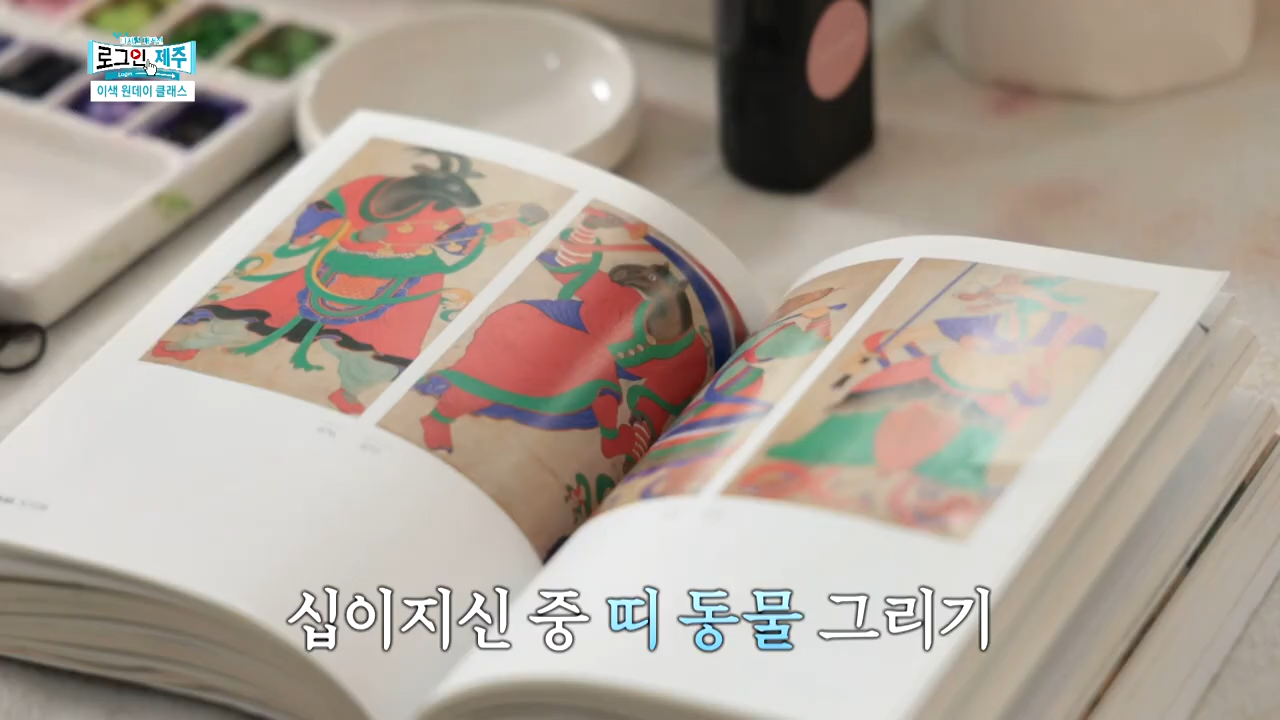 로그인 제주
Login
이색 원데이 클래스
십이지신 중 띠 동물 그리기